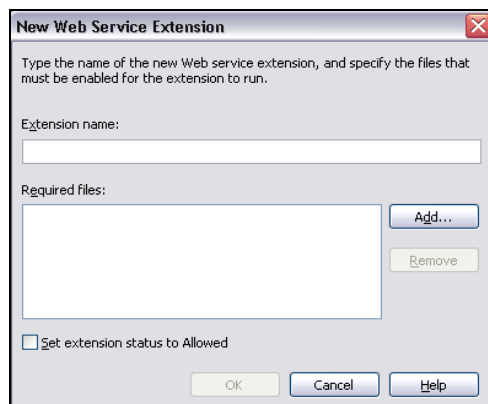 New Web Service Extension
Type the name of the new Web service extension, and specify the files that
must be enabled for the extension to run.
Extension name:
Required files:
Add...
Remove
Set extension status to Allowed
OK
Cancel
Help